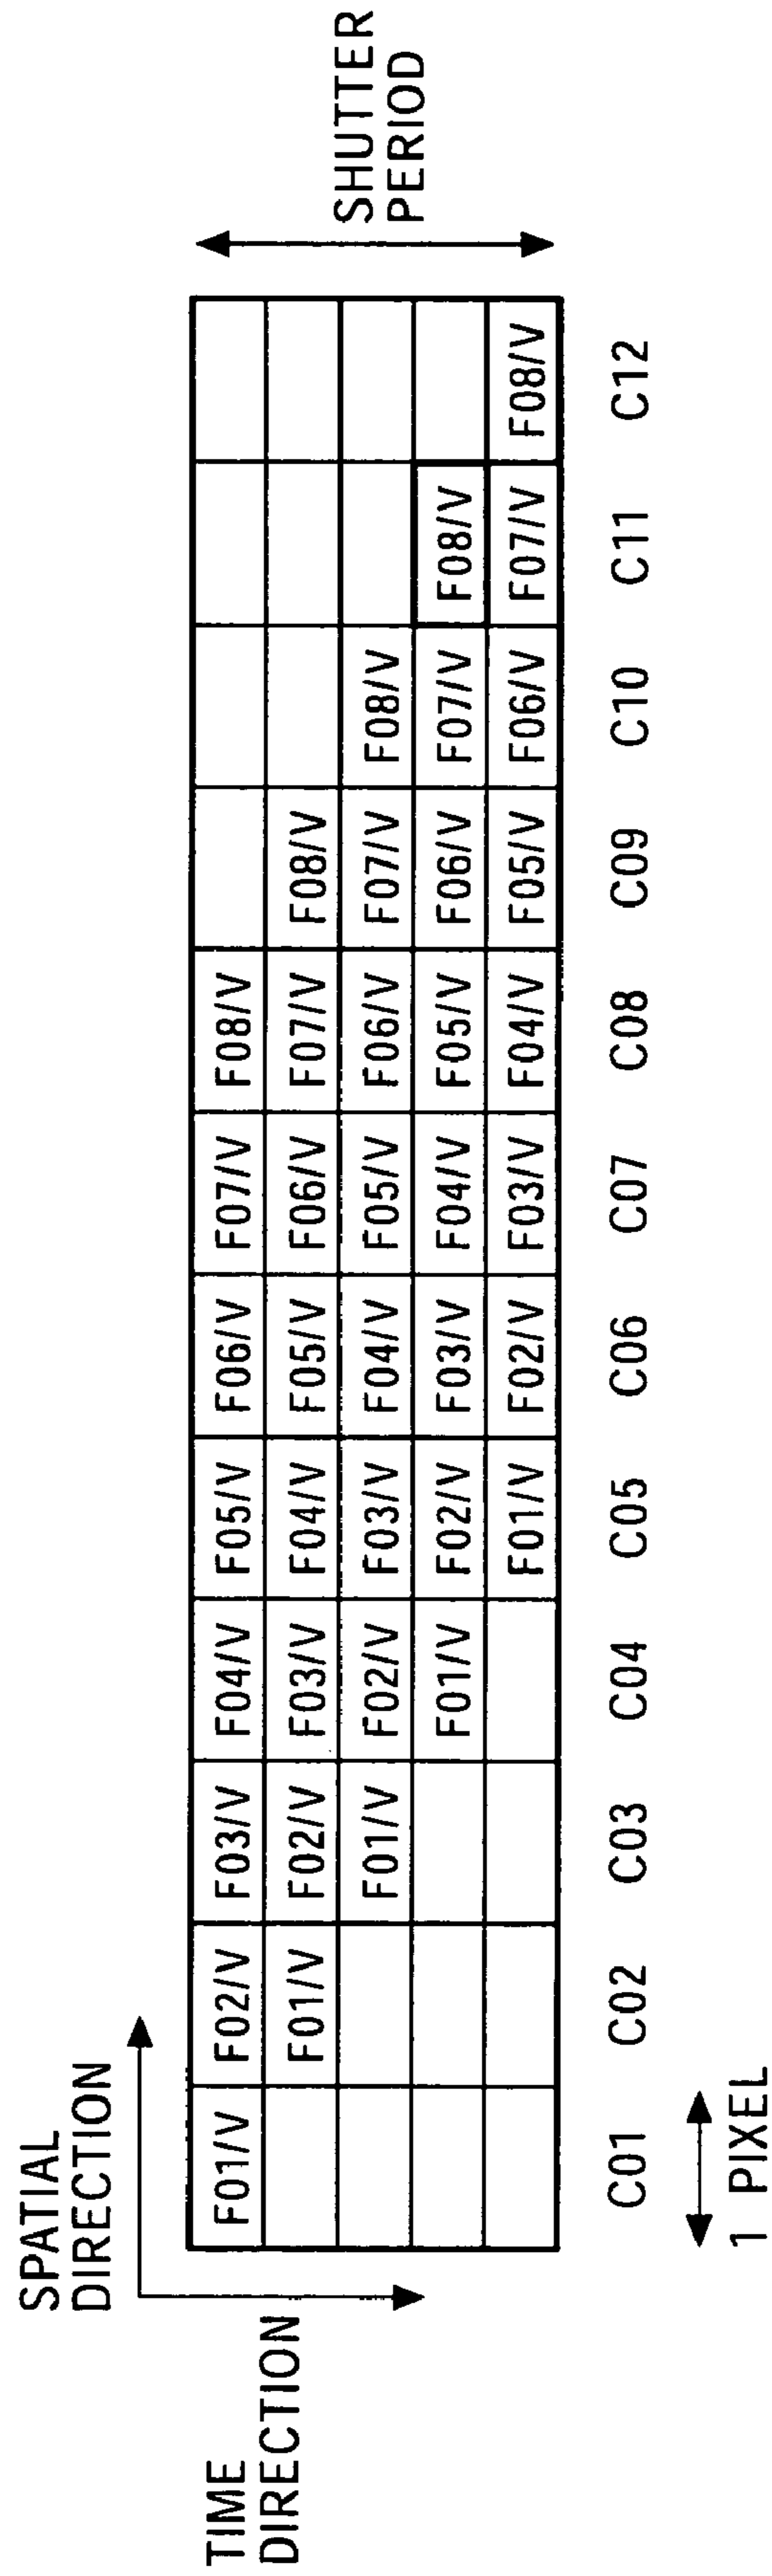 SPATIAL
DIRECTION
TIME
DIRECTION
SHUTTER
PERIOD
F01/V F02/V F03/V F04/V F05/V F06/V F07/V F08/V
F01/V F02/V F03/V F04/V F05/V F06/V F07/V F08/V
F01/V F02/V F03/V F04/V F05/V F06/V F07/V F08/V
F01/V F02/V F03/V F04/V F05/V F06/V F07/V F08/V
F01/V F02/V F03/V F04/V F05/V F06/V F07/V F08/V
C01 C02 C03 C04 C05 C06 C07 C08 C09 C10 C11 C12
1 PIXEL